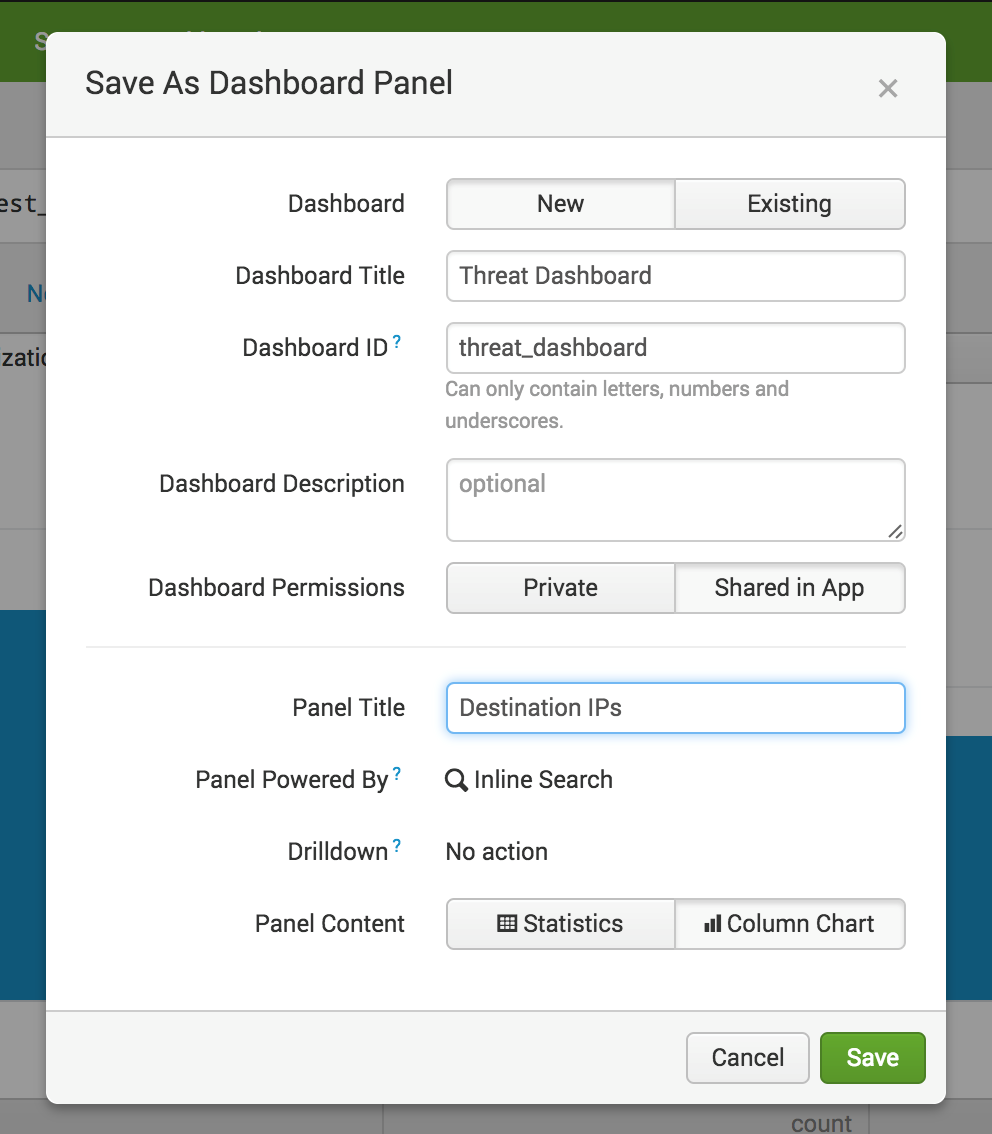 Save As Dashboard Panel
×
est_
Dashboard New Existing
Dashboard Title Threat Dashboard
Dashboard ID ? threat_dashboard
Can only contain letters, numbers and
underscores.
Dashboard Description optional
Dashboard Permissions Private Shared in App
Panel Title Destination IPs
Panel Powered By ? Inline Search
Drilldown ? No action
Panel Content Statistics Column Chart
Cancel Save
count